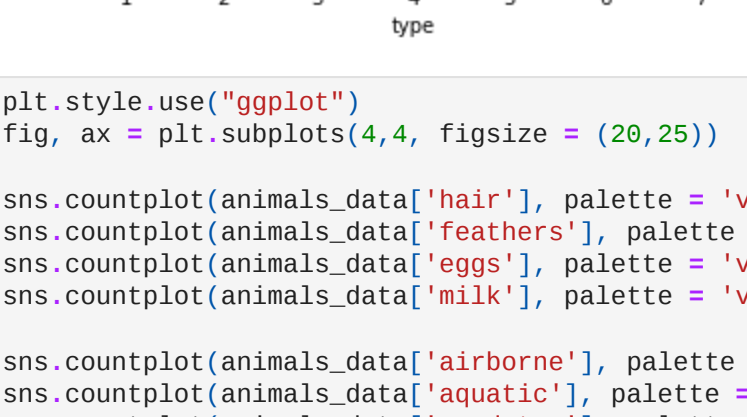 type
plt.style.use("ggplot")
fig, ax = plt.subplots(4,4, figsize = (20,25))
sns.countplot(animals_data['hair'], palette = 'v
sns.countplot(animals_data['feathers'], palette
sns.countplot(animals_data['eggs'], palette = 'v
sns.countplot(animals_data['milk'], palette = 'v
sns.countplot(animals_data['airborne'], palette
sns.countplot(animals_data['aquatic'], palette =